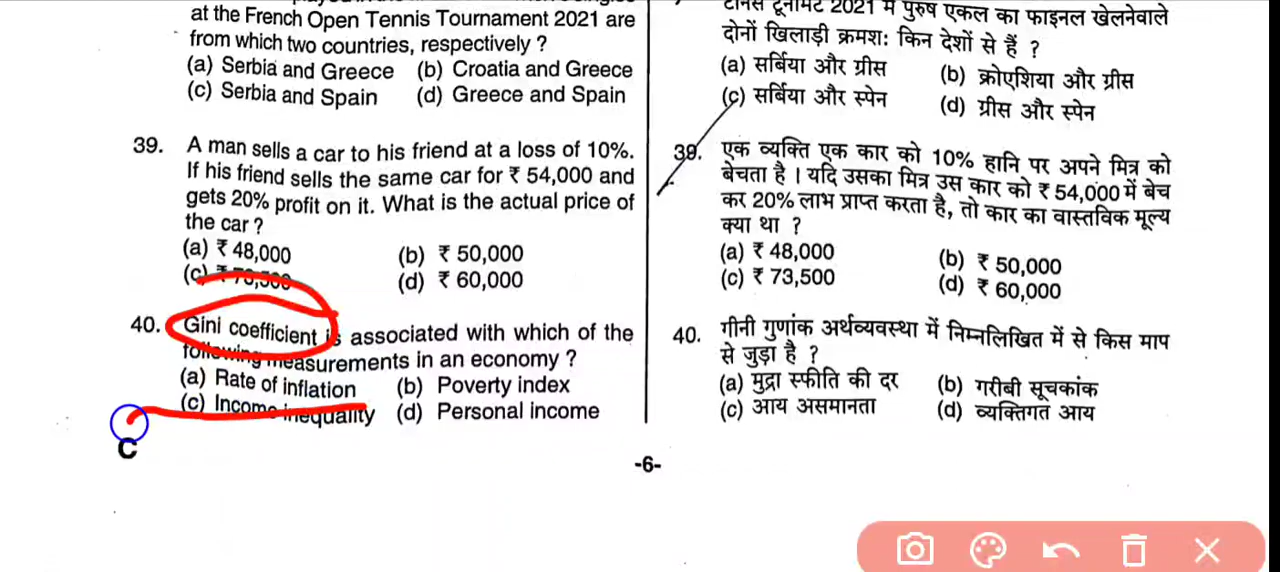 at the French Open Tennis Tournament 2021 are
from which two countries, respectively ?
(a) Serbia and Greece (b) Croatia and Greece
(c) Serbia and Spain (d) Greece and Spain
39. A man sells a car to his friend at a loss of 10%.
If his friend sells the same car for ₹ 54,000 and
gets 20% profit on it. What is the actual price of
the car ?
(a) ₹ 48,000 (b) ₹ 50,000
(c) ₹ 73,500 (d) ₹ 60,000
40. Gini coefficient is associated with which of the
following measurements in an economy ?
(a) Rate of inflation (b) Poverty index
(c) Income inequality (d) Personal income
C
टेनिस टूर्नामेंट 2021 में पुरुष एकल का फाइनल खेलनेवाले
दोनों खिलाड़ी क्रमश: किन देशों से हैं ?
(a) सर्बिया और ग्रीस (b) क्रोएशिया और ग्रीस
(c) सर्बिया और स्पेन (d) ग्रीस और स्पेन
39. एक व्यक्ति एक कार को 10% हानि पर अपने मित्र को
बेचता है । यदि उसका मित्र उस कार को ₹ 54,000 में बेच
कर 20% लाभ प्राप्त करता है, तो कार का वास्तविक मूल्य
क्या था ?
(a) ₹ 48,000 (b) ₹ 50,000
(c) ₹ 73,500 (d) ₹ 60,000
40. गीनी गुणांक अर्थव्यवस्था में निम्नलिखित में से किस माप
से जुड़ा है ?
(a) मुद्रा स्फीति की दर (b) गरीबी सूचकांक
(c) आय असमानता (d) व्यक्तिगत आय
-6-